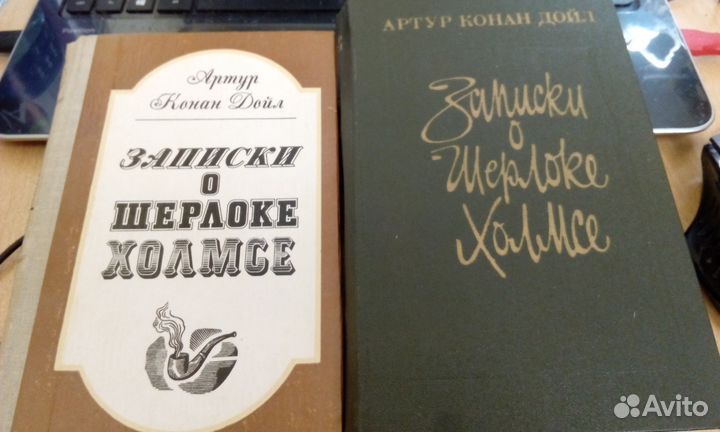 Артур
Конан Дойл
ЗАПИСКИ
О
ШЕРЛОКЕ
ХОЛМСЕ
АРТУР КОНАН ДОЙЛ
Записки
о
Шерлоке
Холмсе
Avito